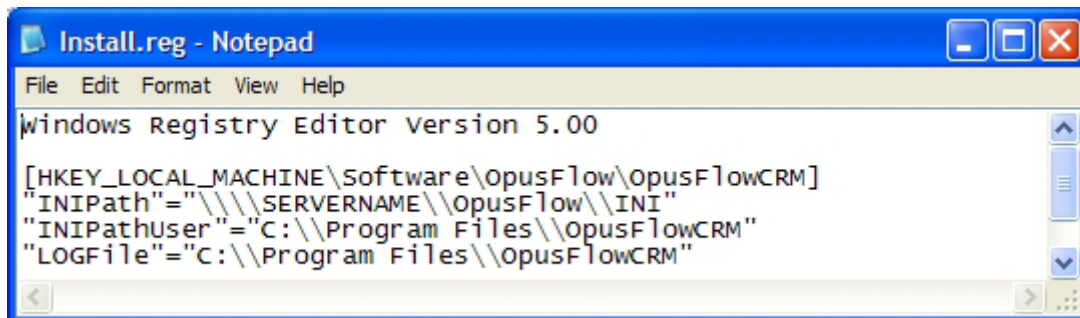 Install.reg - Notepad
File Edit Format View Help
Windows Registry Editor Version 5.00
[HKEY_LOCAL_MACHINE\Software\OpusFlow\OpusFlowCRM]
"INIPath"="\\\\SERVERNAME\\OpusFlow\\INI"
"INIPathUser"="C:\\Program Files\\OpusFlowCRM"
"LOGFile"="C:\\Program Files\\OpusFlowCRM"